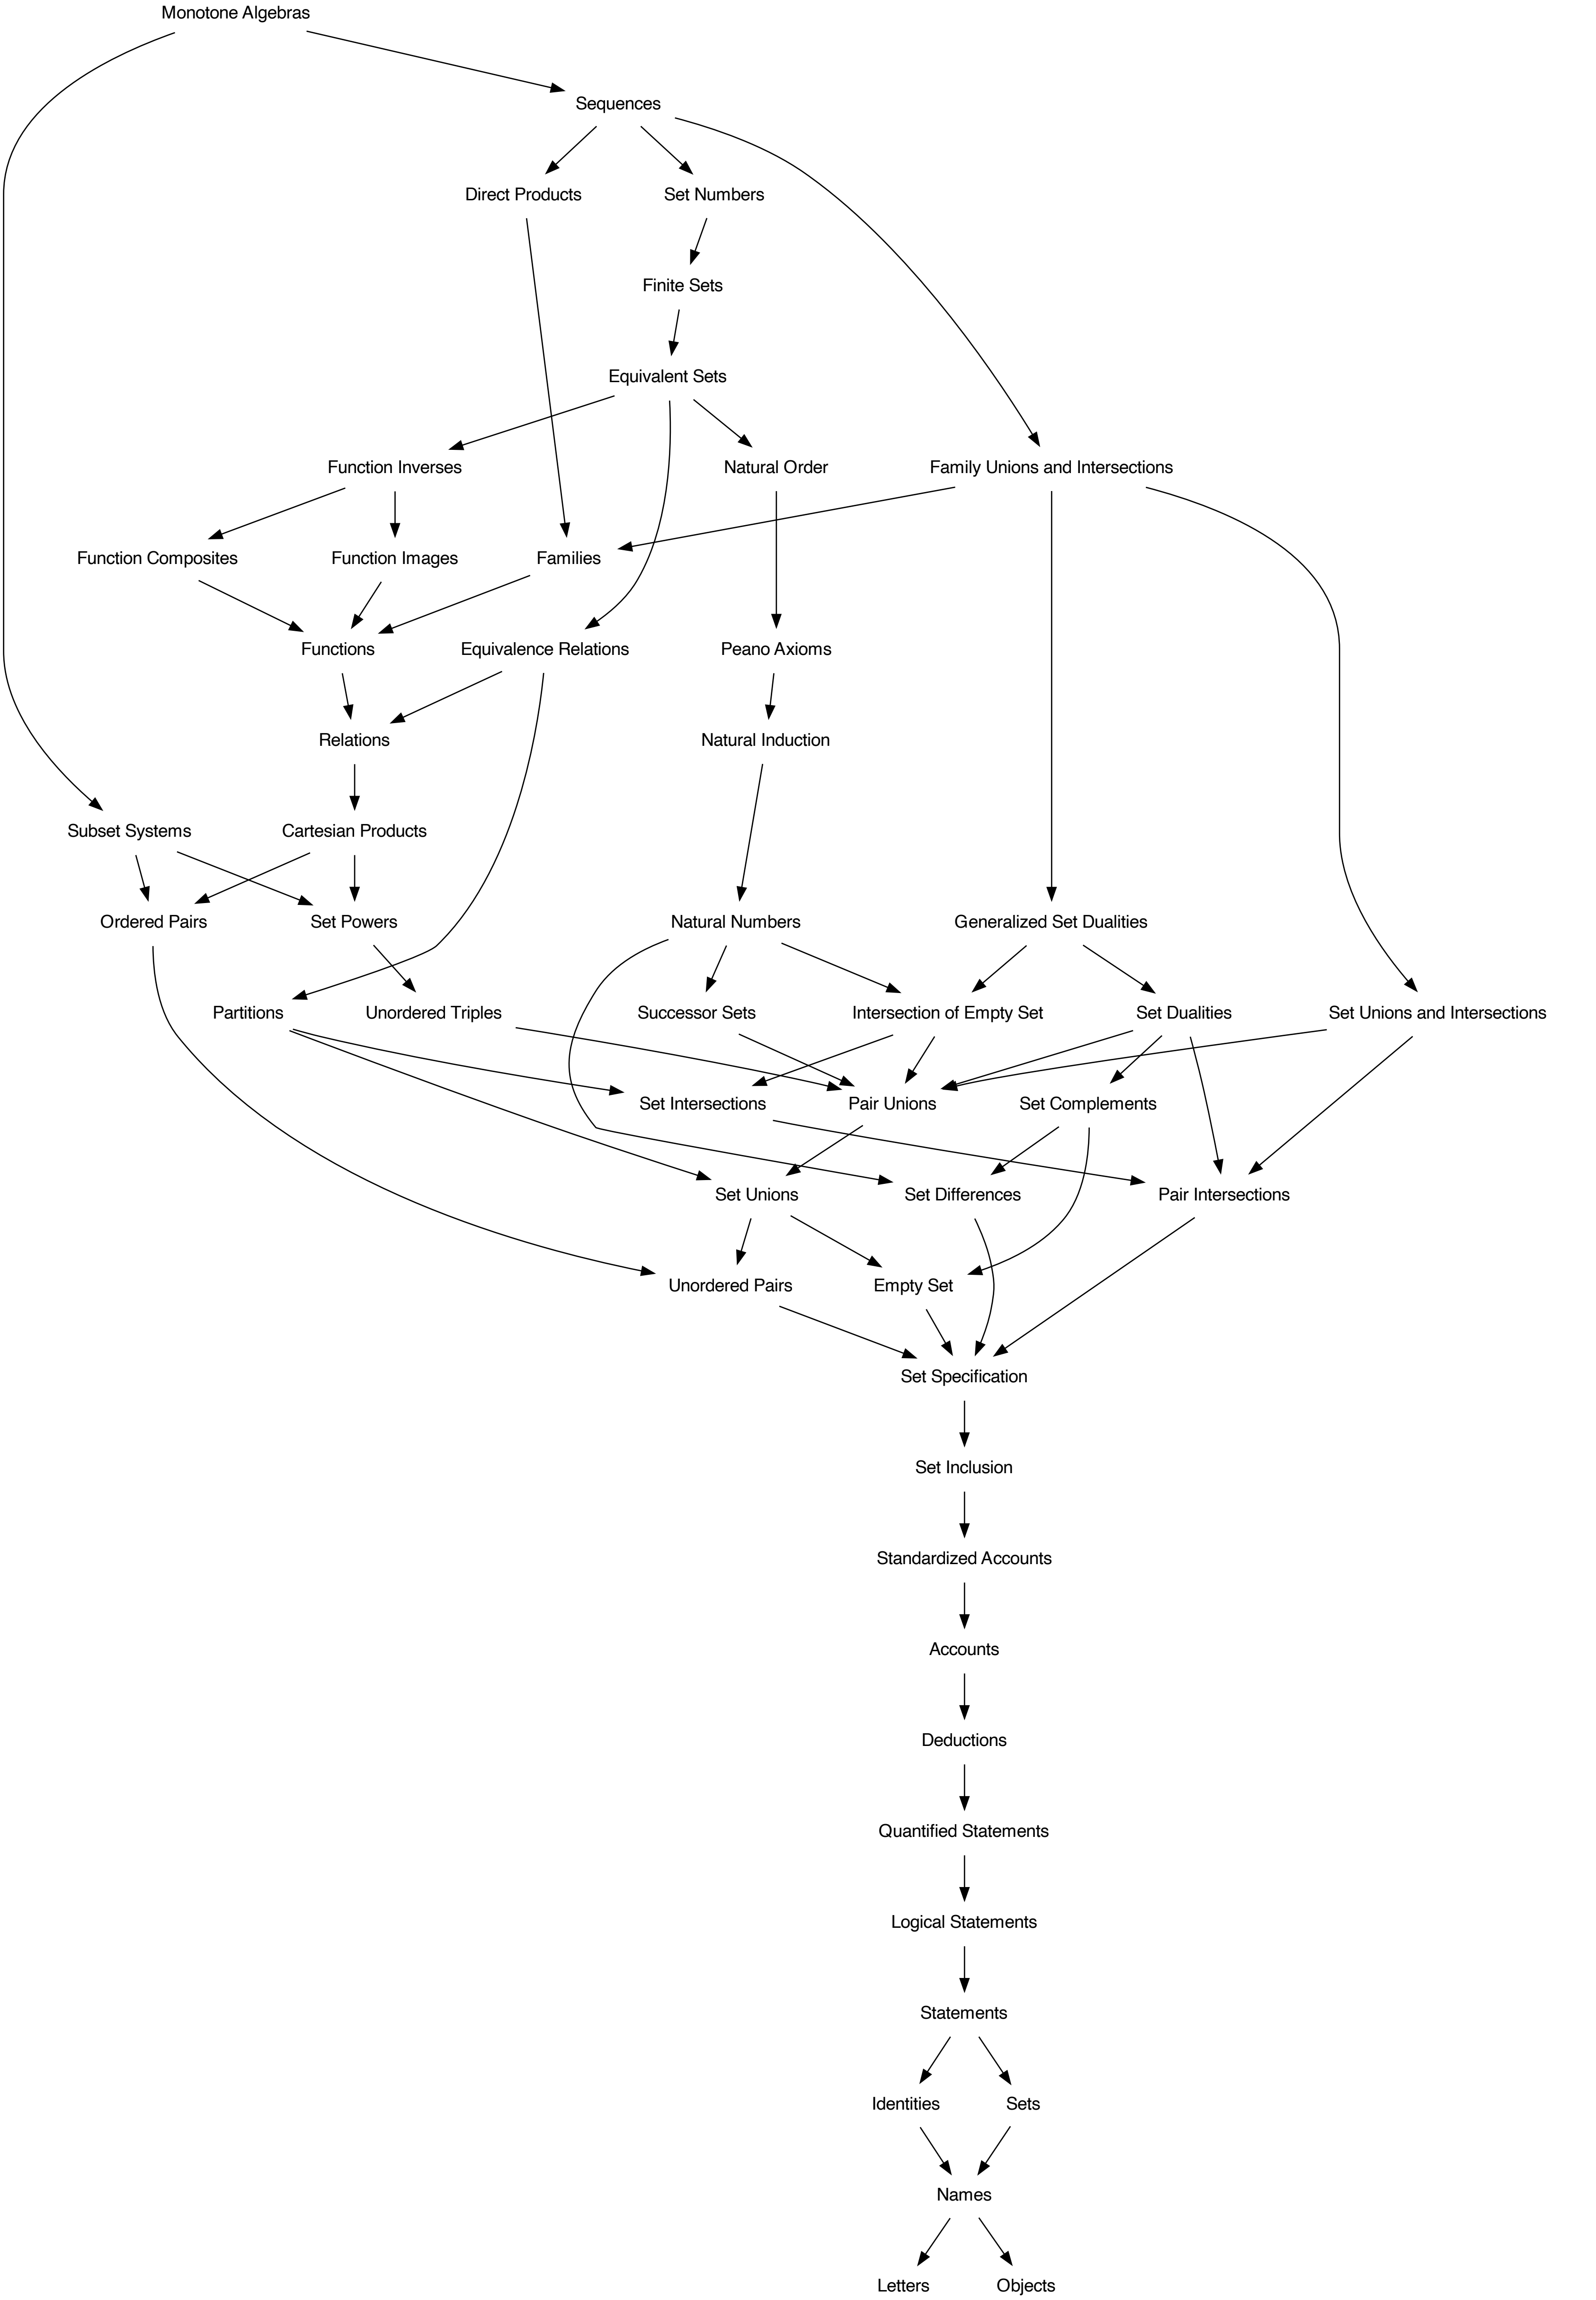 Monotone Algebras
Sequences
Direct Products
Set Numbers
Finite Sets
Equivalent Sets
Function Inverses
Natural Order
Family Unions and Intersections
Function Composites
Function Images
Families
Functions
Equivalence Relations
Peano Axioms
Relations
Natural Induction
Subset Systems
Cartesian Products
Ordered Pairs
Set Powers
Natural Numbers
Generalized Set Dualities
Partitions
Unordered Triples
Successor Sets
Intersection of Empty Set
Set Dualities
Set Unions and Intersections
Set Intersections
Pair Unions
Set Complements
Set Unions
Set Differences
Pair Intersections
Unordered Pairs
Empty Set
Set Specification
Set Inclusion
Standardized Accounts
Accounts
Deductions
Quantified Statements
Logical Statements
Statements
Identities
Sets
Names
Letters
Objects